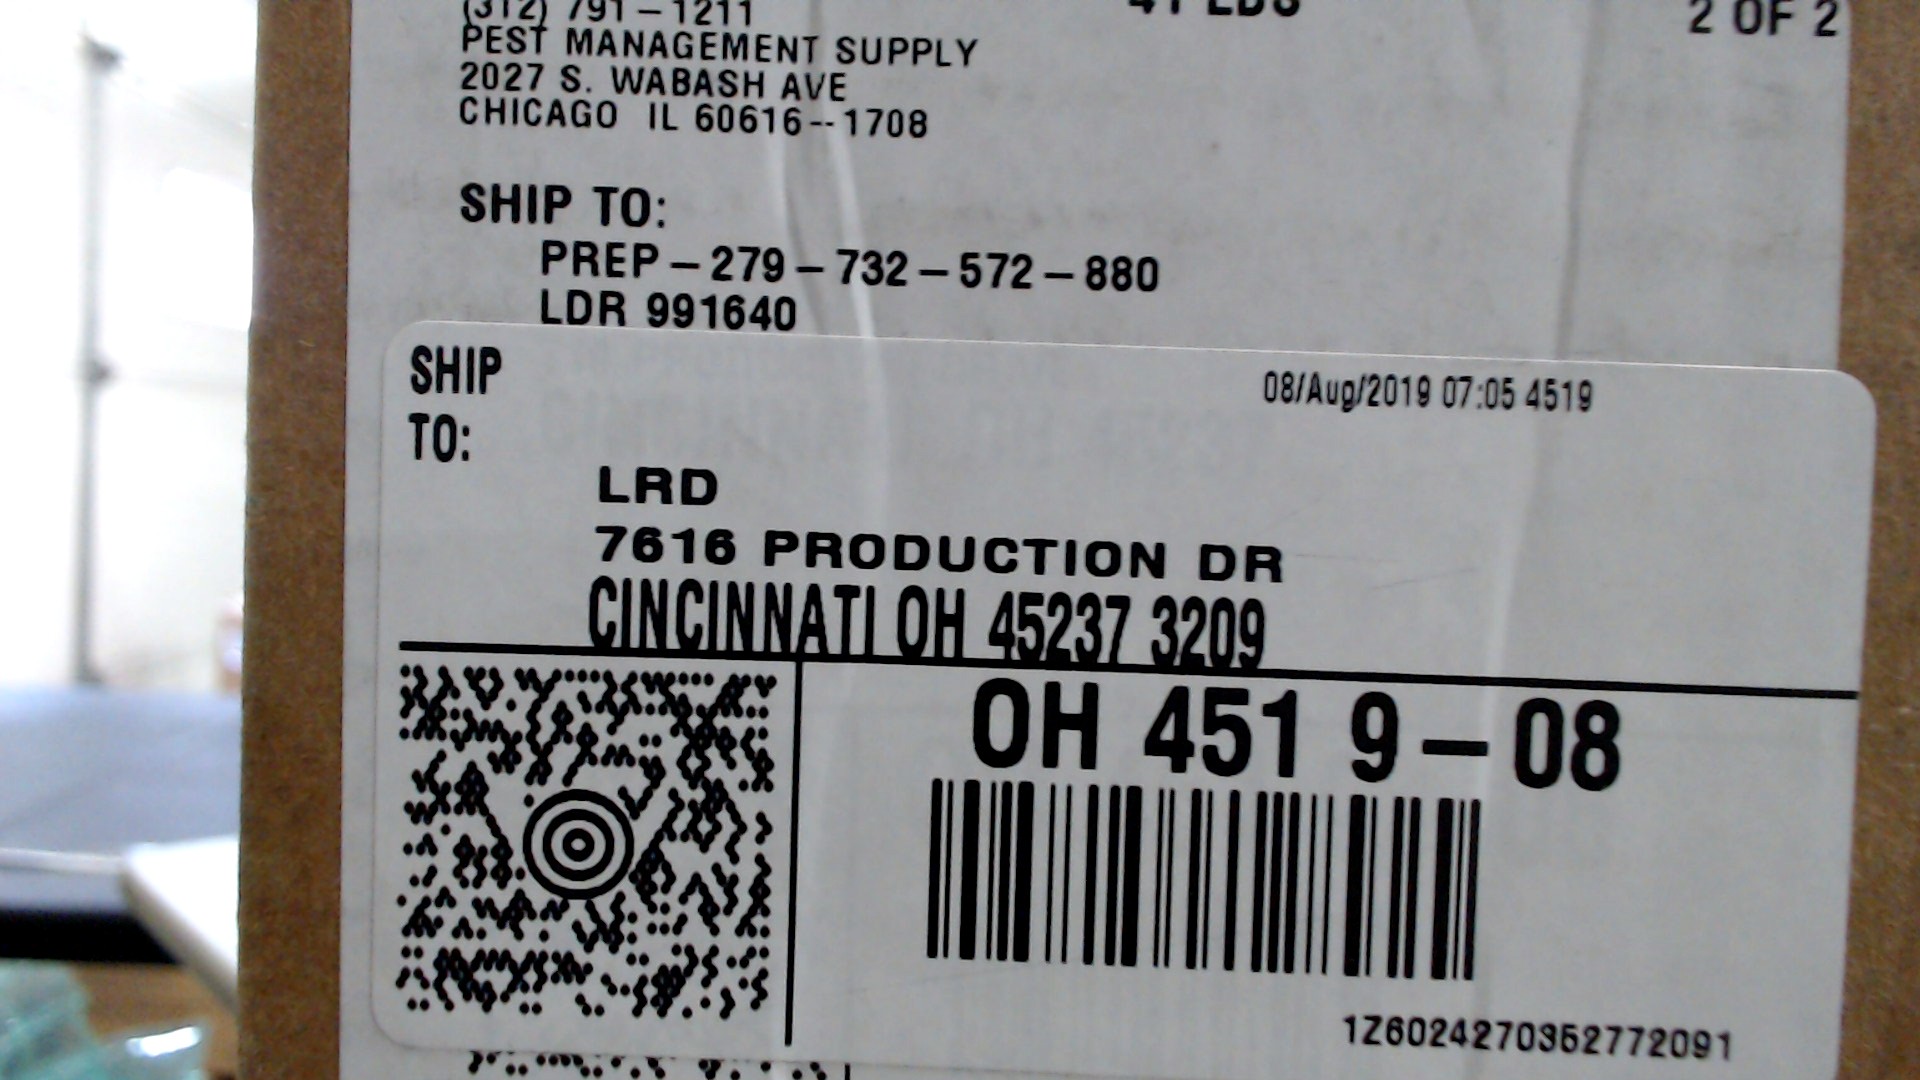 (312) 791-1211
41 LBS
2 OF 2
PEST MANAGEMENT SUPPLY
2027 S. WABASH AVE
CHICAGO IL 60616--1708
SHIP TO:
PREP-279-732-572-880
LDR 991640
SHIP
TO:
08/Aug/2019 07:05 4519
LRD
7616 PRODUCTION DR
CINCINNATI OH 45237 3209
OH 451 9-08
1Z6024270352772091